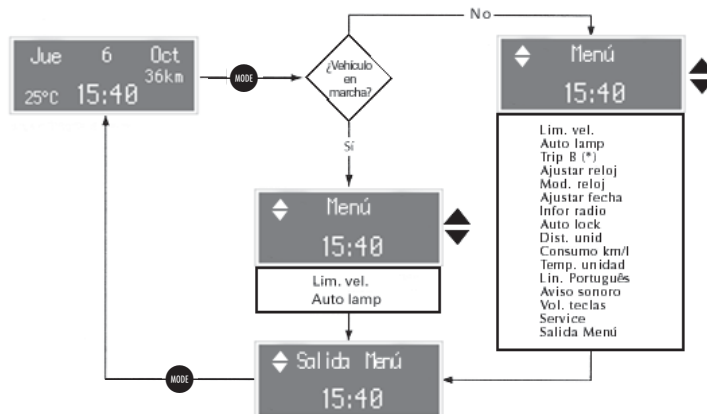 No
Jue 6 Oct
36km
25°C 15:40
MODE
¿Vehículo
en
marcha?
Menú
15:40
Lim. vel.
Auto lamp
Trip B (*)
Ajustar reloj
Mod. reloj
Ajustar fecha
Infor radio
Auto lock
Dist. unid
Consumo km/l
Temp. unidad
Lin. Português
Aviso sonoro
Vol. teclas
Service
Salida Menú
Sí
Menú
15:40
Lim. vel.
Auto lamp
MODE
Salida Menú
15:40